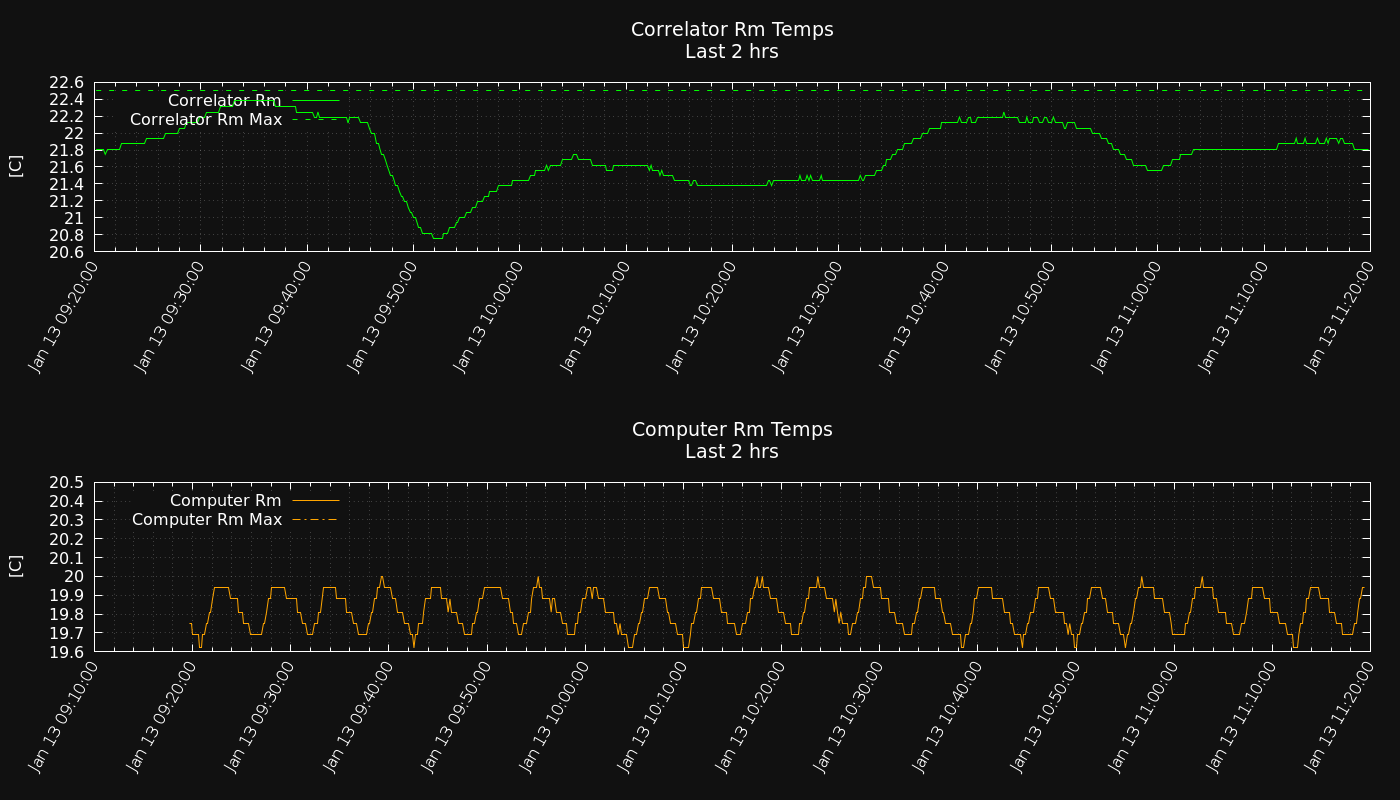 Correlator Rm Temps
Last 2 hrs
22.6
22.4
22.2
22
21.8
21.6
21.4
21.2
21
20.8
20.6
[C]
Correlator Rm
Correlator Rm Max
Jan 13 09:20:00
Jan 13 09:30:00
Jan 13 09:40:00
Jan 13 09:50:00
Jan 13 10:00:00
Jan 13 10:10:00
Jan 13 10:20:00
Jan 13 10:30:00
Jan 13 10:40:00
Jan 13 10:50:00
Jan 13 11:00:00
Jan 13 11:10:00
Jan 13 11:20:00
Computer Rm Temps
Last 2 hrs
20.5
20.4
20.3
20.2
20.1
20
19.9
19.8
19.7
19.6
[C]
Computer Rm
Computer Rm Max
Jan 13 09:10:00
Jan 13 09:20:00
Jan 13 09:30:00
Jan 13 09:40:00
Jan 13 09:50:00
Jan 13 10:00:00
Jan 13 10:10:00
Jan 13 10:20:00
Jan 13 10:30:00
Jan 13 10:40:00
Jan 13 10:50:00
Jan 13 11:00:00
Jan 13 11:10:00
Jan 13 11:20:00